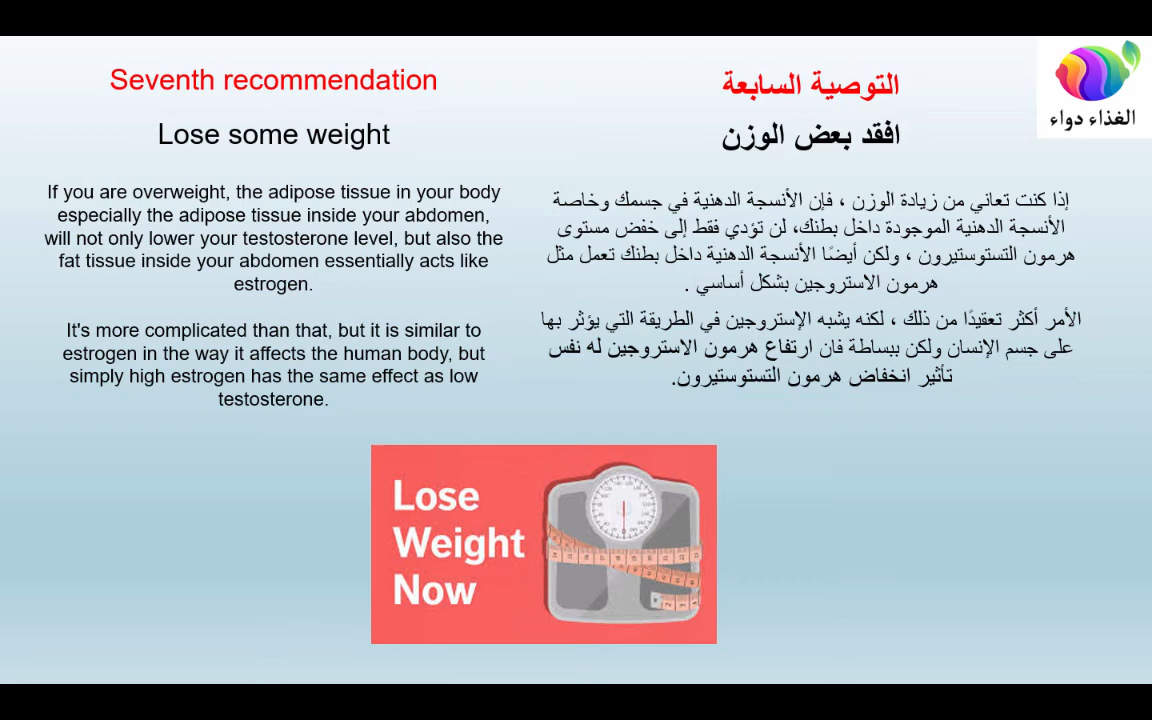 Seventh recommendation
Lose some weight
If you are overweight, the adipose tissue in your body
especially the adipose tissue inside your abdomen,
will not only lower your testosterone level, but also the
fat tissue inside your abdomen essentially acts like
estrogen.
It's more complicated than that, but it is similar to
estrogen in the way it affects the human body, but
simply high estrogen has the same effect as low
testosterone.
التوصية السابعة
افقد بعض الوزن
إذا كنت تعاني من زيادة الوزن ، فإن الأنسجة الدهنية في جسمك وخاصة
الأنسجة الدهنية الموجودة داخل بطنك، لن تؤدي فقط إلى خفض مستوى
هرمون التستوستيرون ، ولكن أيضًا الأنسجة الدهنية داخل بطنك تعمل مثل
هرمون الاستروجين بشكل أساسي .
الأمر أكثر تعقيدًا من ذلك ، لكنه يشبه الإستروجين في الطريقة التي يؤثر بها
على جسم الإنسان ولكن ببساطة فان ارتفاع هرمون الاستروجين له نفس
تأثير انخفاض هرمون التستوستيرون.
الغذاء دواء
Lose
Weight
Now